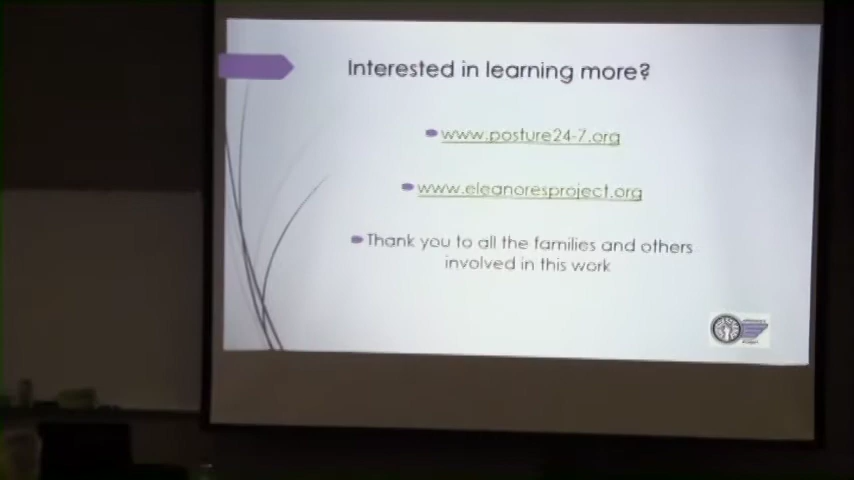 Interested in learning more?
www.posture24-7.org
www.eleanoresproject.org
Thank you to all the families and others
involved in this work